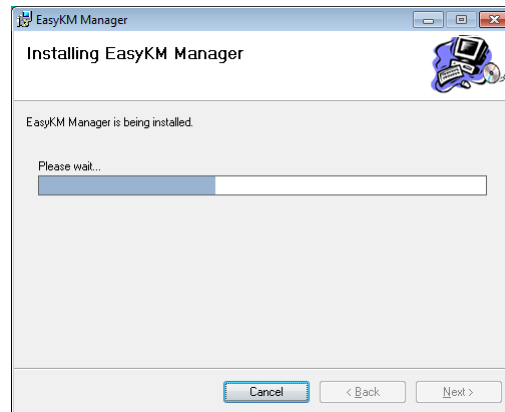 EasyKM Manager
Installing EasyKM Manager
EasyKM Manager is being installed.
Please wait...
Cancel
< Back
Next >